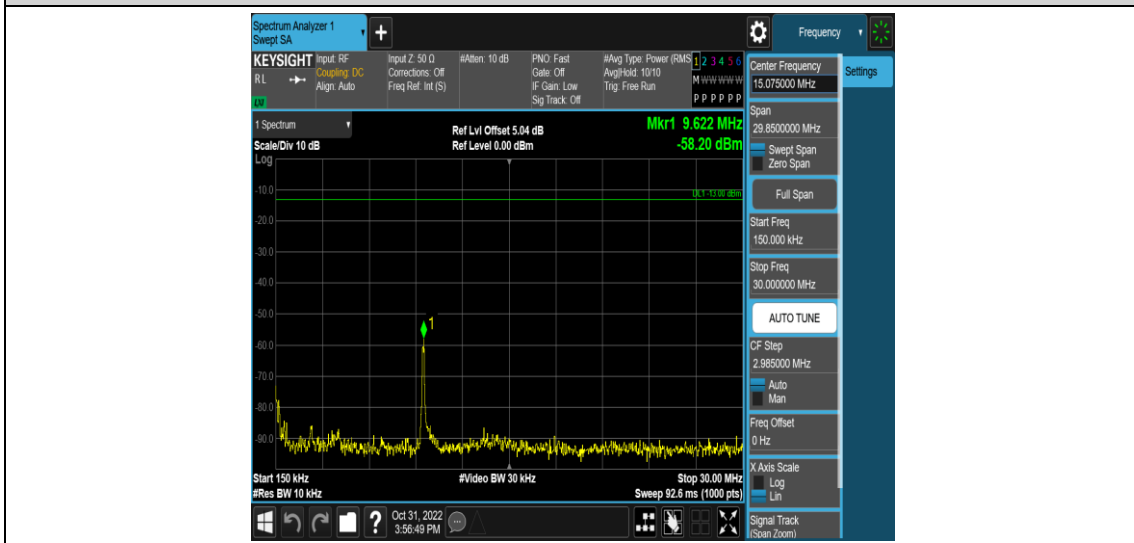 Spectrum Analyzer 1
Swept SA
+
Frequency
KEYSIGHT
RL
LNI
Input: RF
Coupling: DC
Align: Auto
Input Z: 50 Ω
Corrections: Off
Freq Ref: Int (S)
#Atten: 10 dB
PNO: Fast
Gate: Off
IF Gain: Low
Sig Track: Off
#Avg Type: Power (RMS
Avg|Hold: 10/10
Trig: Free Run
1 2 3 4 5 6
M W W W W W
P P P P P P
1 Spectrum
Scale/Div 10 dB
Log
Ref Lvl Offset 5.04 dB
Ref Level 0.00 dBm
Mkr1 9.622 MHz
-58.20 dBm
DL1 -13.00 dBm
-10.0
-20.0
-30.0
-40.0
-50.0
-60.0
-70.0
-80.0
-90.0
1
Start 150 kHz
#Res BW 10 kHz
#Video BW 30 kHz
Stop 30.00 MHz
Sweep 92.6 ms (1000 pts)
Center Frequency
15.075000 MHz
Settings
Span
29.8500000 MHz
Swept Span
Zero Span
Full Span
Start Freq
150.000 kHz
Stop Freq
30.000000 MHz
AUTO TUNE
CF Step
2.985000 MHz
Auto
Man
Freq Offset
0 Hz
X Axis Scale
Log
Lin
Signal Track
(Span Zoom)
?
Oct 31, 2022
3:56:49 PM